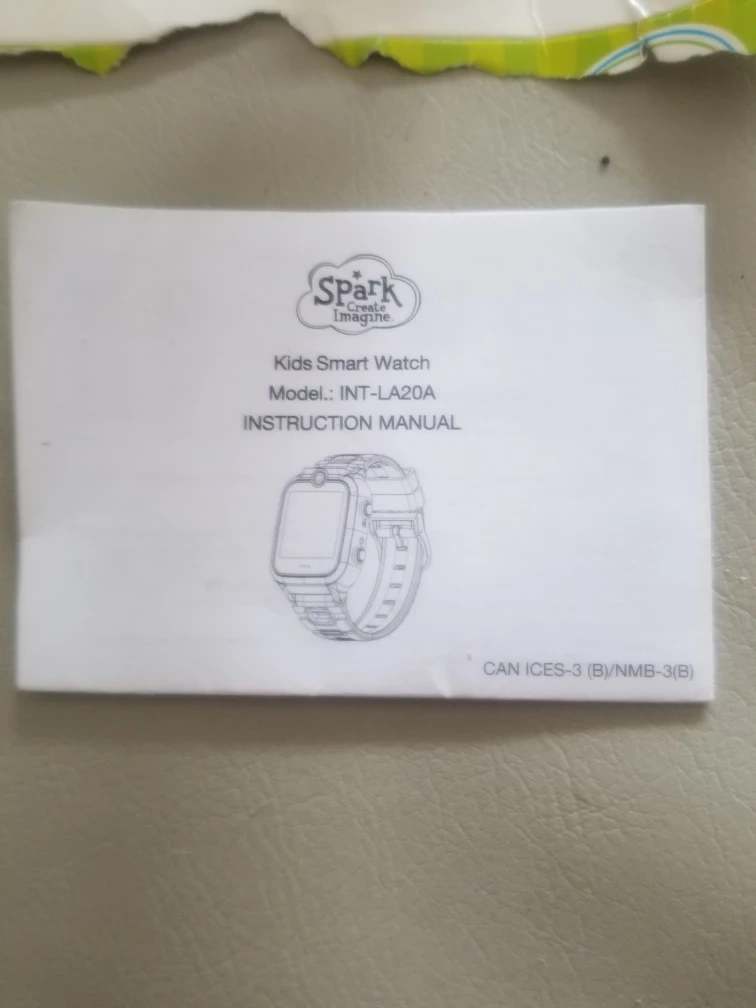 Spark
Create
Imagine.
Kids Smart Watch
Model.: INT-LA20A
INSTRUCTION MANUAL
CAN ICES-3 (B)/NMB-3(B)